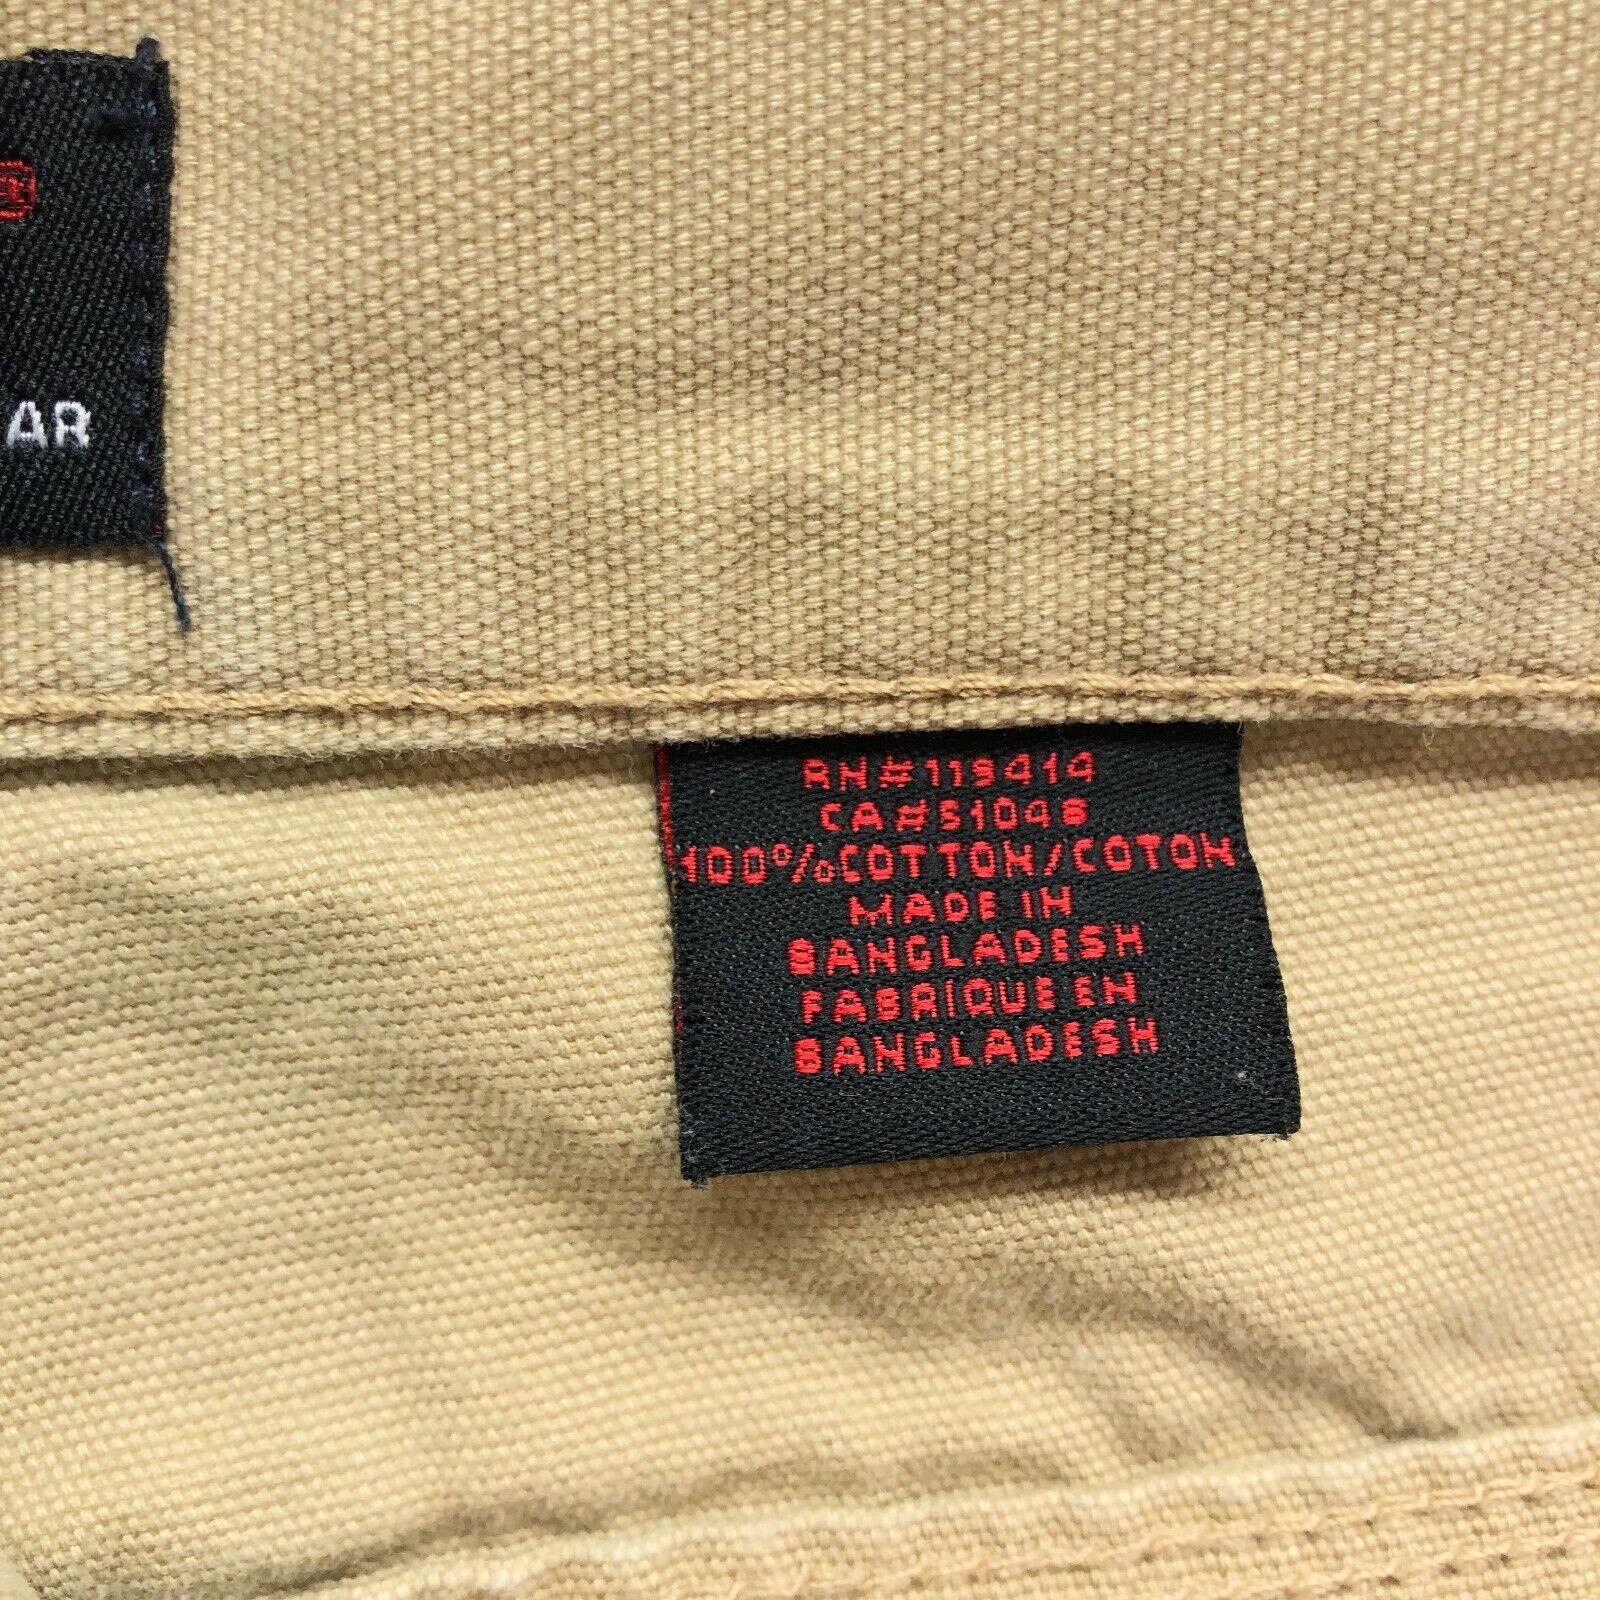 AR
RN#119414
CA#51048
100%COTTON/COTON
MADE IN
BANGLADESH
FABRIQUE EN
BANGLADESH